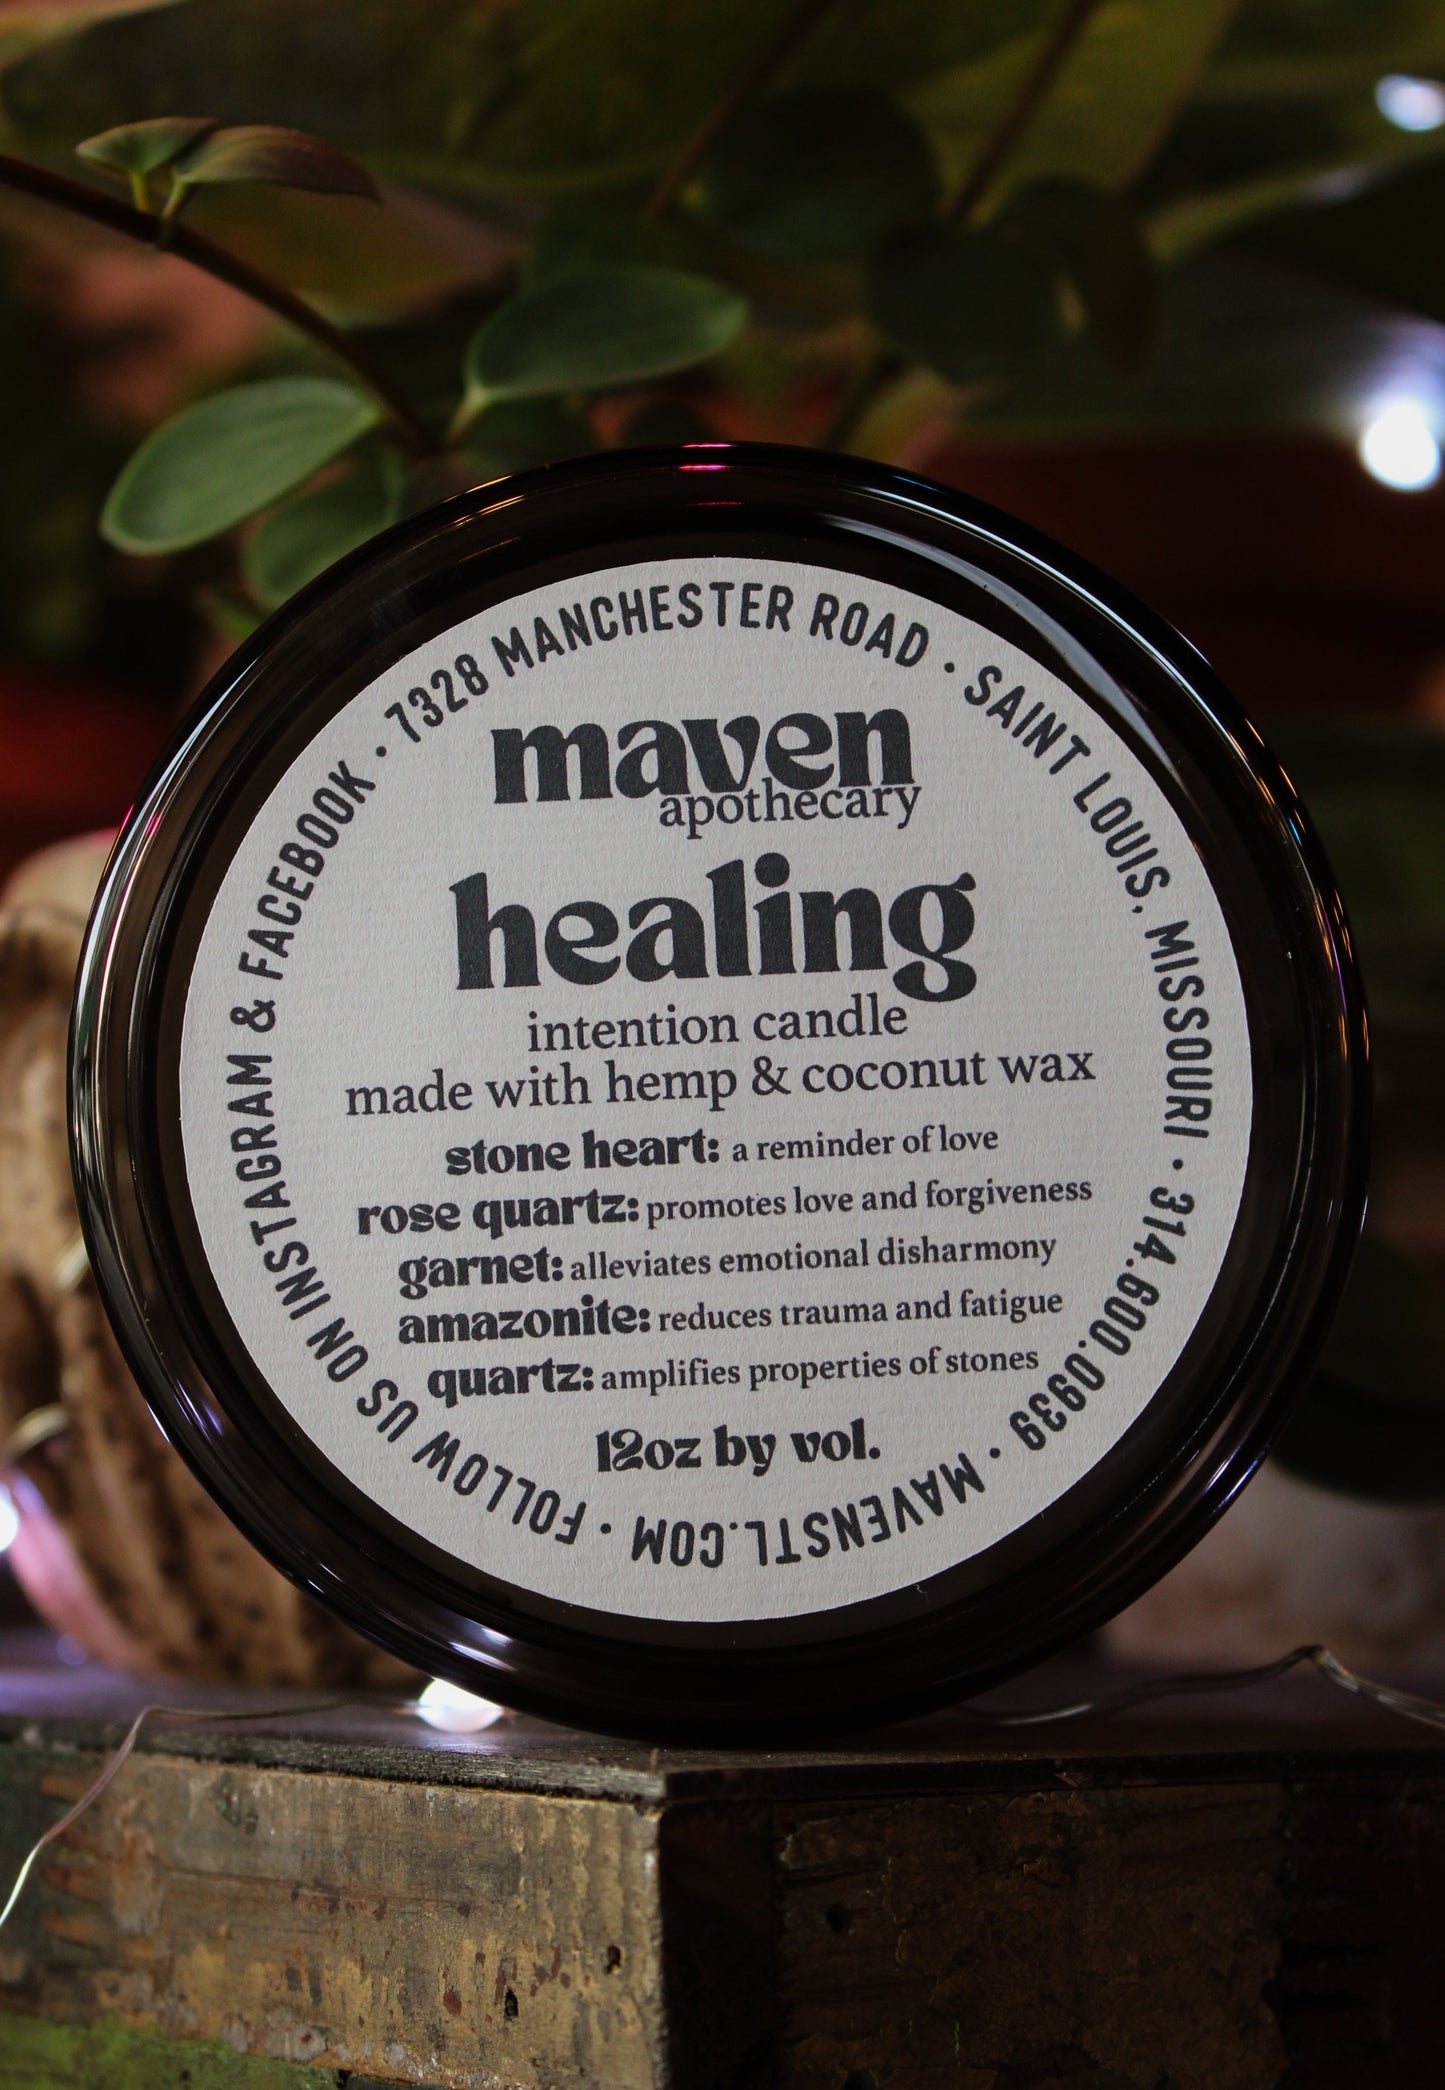 7328 MANCHESTER ROAD · SAINT LOUIS, MISSOURI · 314.600.0939 · MAVENSTL.COM · FOLLOW US ON INSTAGRAM & FACEBOOK ·
maven
apothecary
healing
intention candle
made with hemp & coconut wax
stone heart: a reminder of love
rose quartz: promotes love and forgiveness
garnet: alleviates emotional disharmony
amazonite: reduces trauma and fatigue
quartz: amplifies properties of stones
12oz by vol.